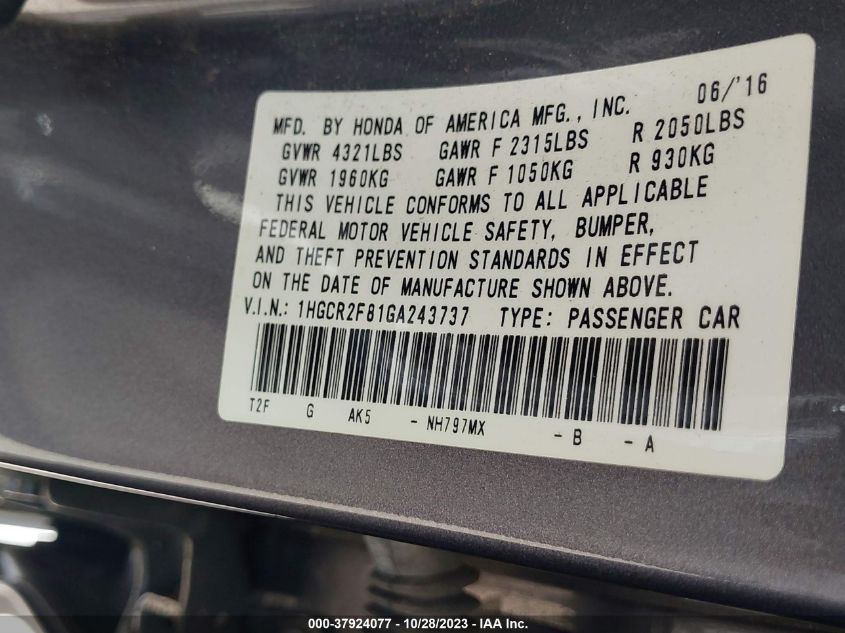 06/'16
MFD. BY HONDA OF AMERICA MFG., INC.
GVWR 4321LBS GAWR F 2315LBS R 2050LBS
GVWR 1960KG GAWR F 1050KG R 930KG
THIS VEHICLE CONFORMS TO ALL APPLICABLE
FEDERAL MOTOR VEHICLE SAFETY, BUMPER,
AND THEFT PREVENTION STANDARDS IN EFFECT
ON THE DATE OF MANUFACTURE SHOWN ABOVE.
V.I.N.: 1HGCR2F81GA243737 TYPE: PASSENGER CAR
T2F G AK5 - NH797MX - B - A
000-37924077 - 10/28/2023 - IAA Inc.